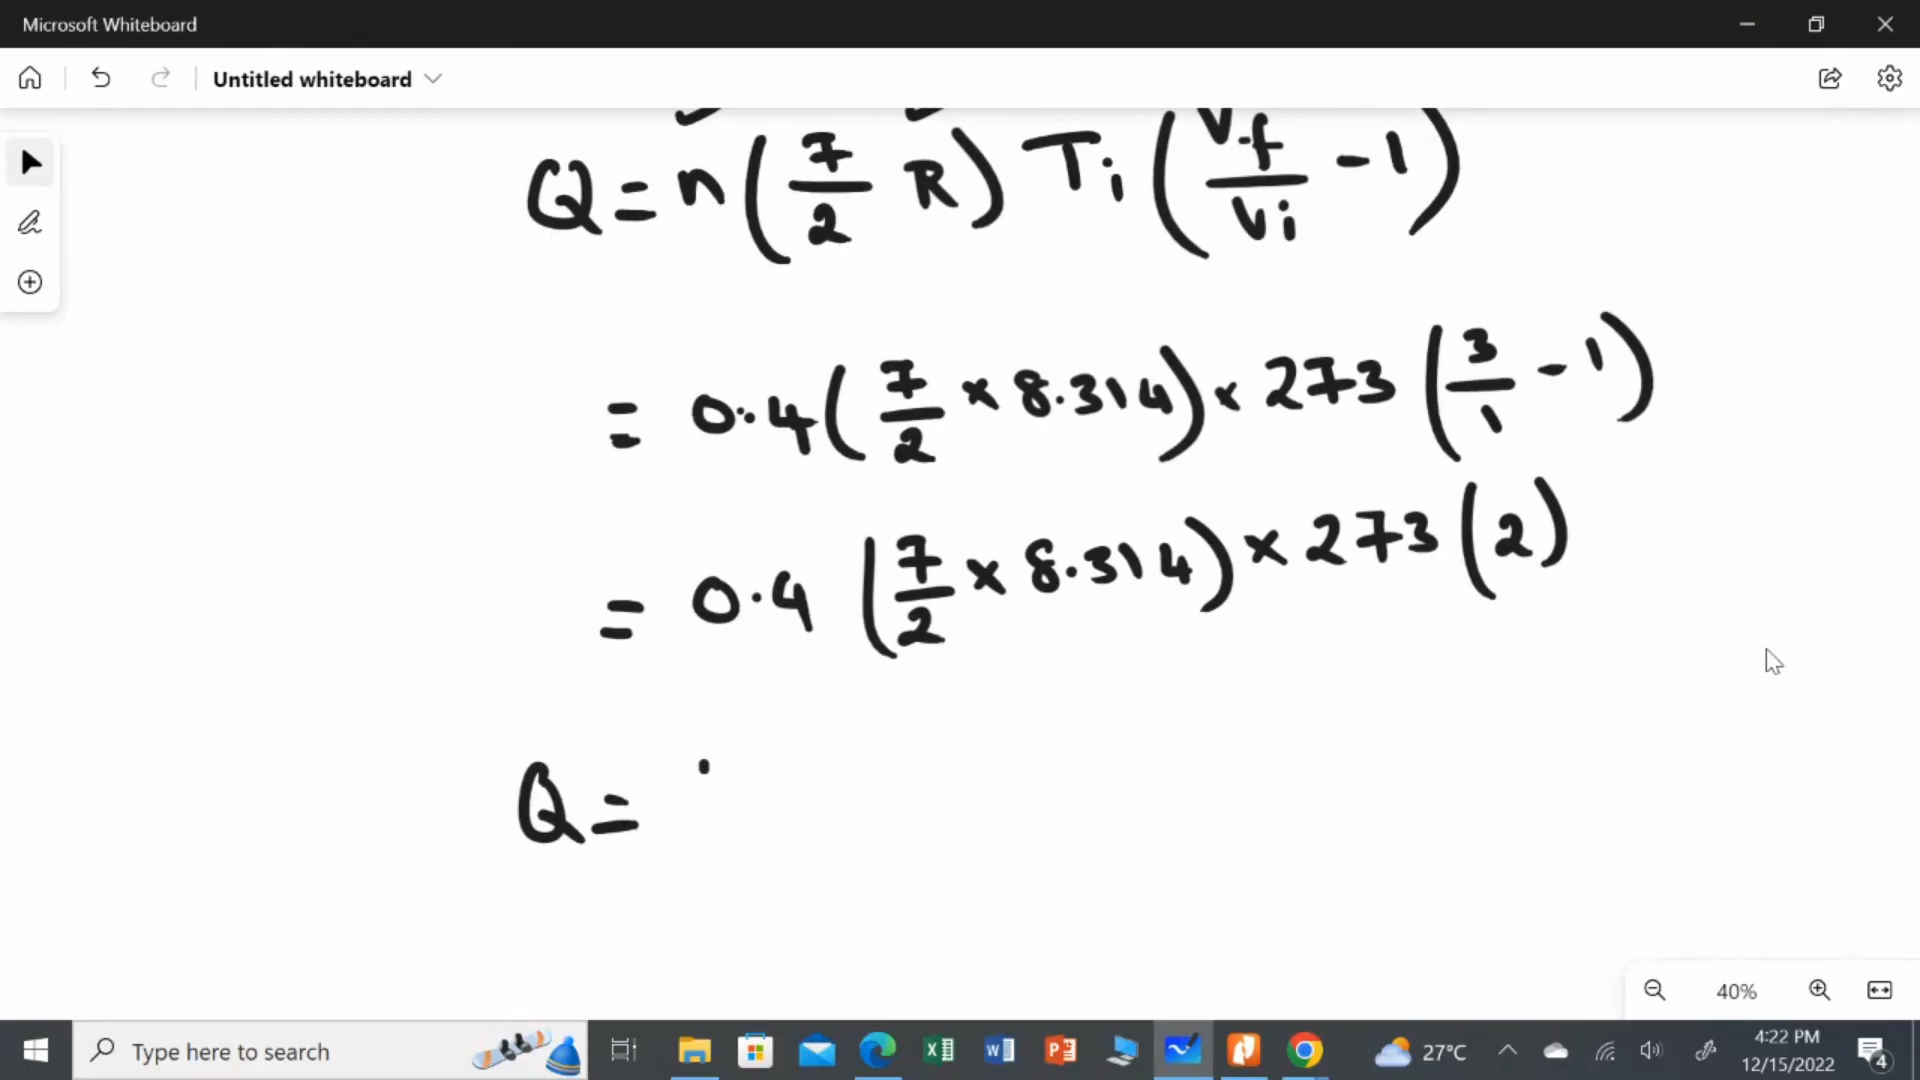 Microsoft Whiteboard
Untitled whiteboard
Q = n (7/2 R) Ti (Vf/Vi - 1)
= 0.4 (7/2 × 8.314) × 273 (3/1 - 1)
= 0.4 (7/2 × 8.314) × 273 (2)
Q =
40%
Type here to search
27°C
4:22 PM
12/15/2022
4